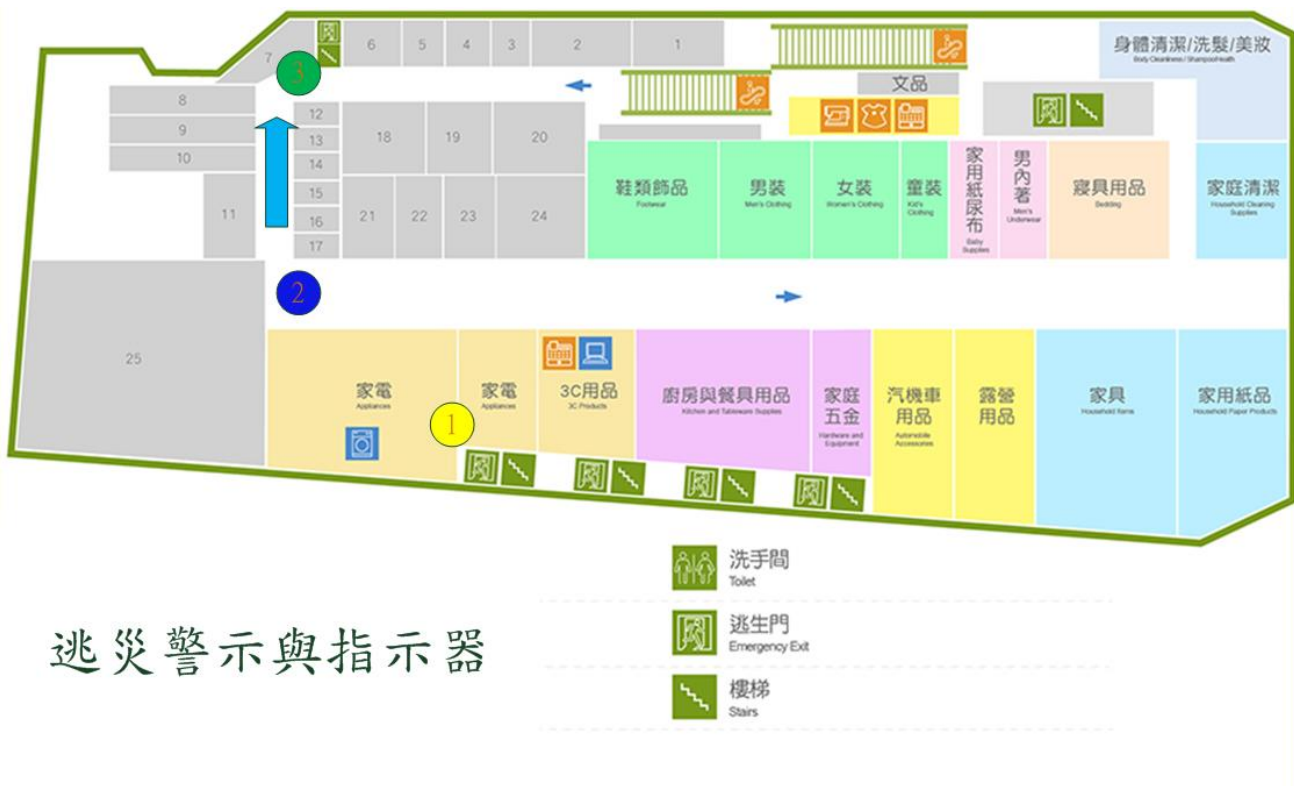 7
6
5
4
3
2
1
身體清潔/洗髮/美妝
Body Cleanliness / Shampoo/Health
3
文品
8
9
10
12
13
14
18
19
20
11
15
16
17
21
22
23
24
鞋類飾品
Footwear
男裝
Men's Clothing
女裝
Women's Clothing
童裝
Kid's
Clothing
家用紙尿布
Baby
Supplies
男內著
Men's
Underwear
寢具用品
Bedding
家庭清潔
Household Cleaning
Supplies
2
25
家電
Appliances
家電
Appliances
3C用品
3C Products
廚房與餐具用品
Kitchen and Tableware Supplies
家庭
五金
Hardware and
Equipment
汽機車
用品
Automobile
Accessories
露營
用品
家具
Household Items
家用紙品
Household Paper Products
1
洗手間
Toilet
逃生門
Emergency Exit
樓梯
Stairs
逃災警示與指示器